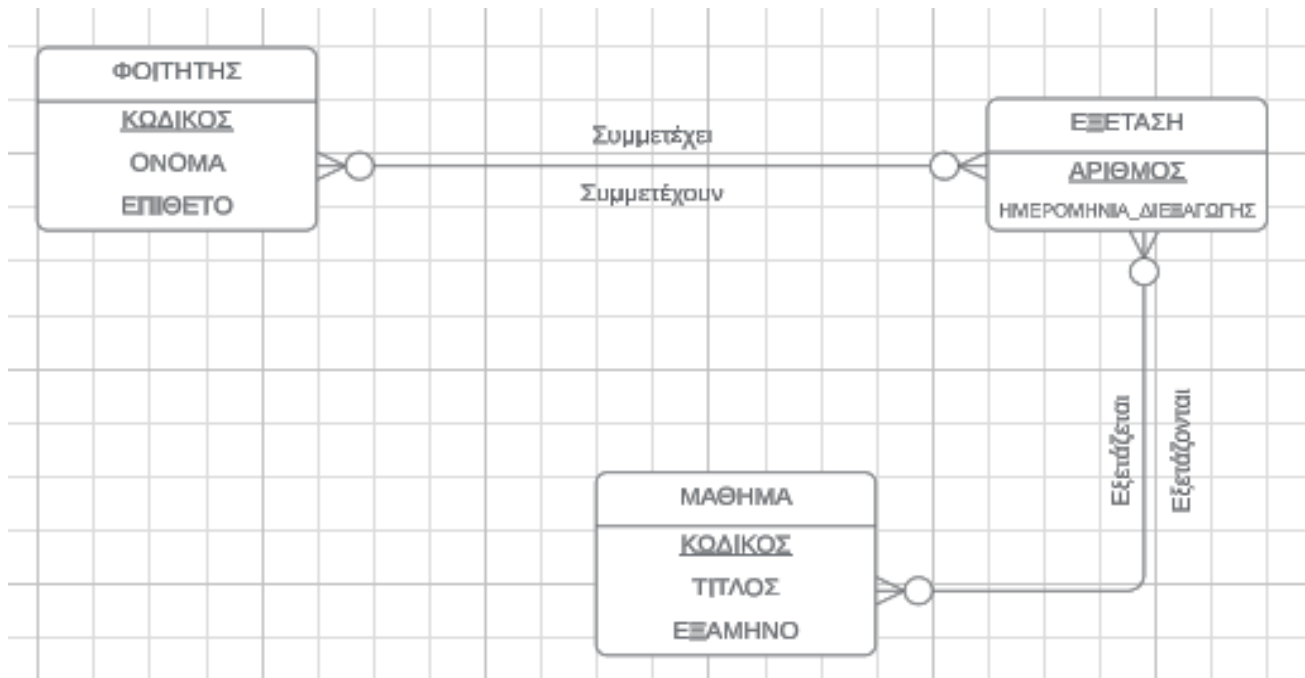 ΦΟΙΤΗΤΗΣ
ΚΩΔΙΚΟΣ
ΟΝΟΜΑ
ΕΠΙΘΕΤΟ
Συμμετέχει
Συμμετέχουν
ΕΞΕΤΑΣΗ
ΑΡΙΘΜΟΣ
ΗΜΕΡΟΜΗΝΙΑ_ΔΙΕΞΑΓΩΓΗΣ
Εξετάζεται
Εξετάζονται
ΜΑΘΗΜΑ
ΚΩΔΙΚΟΣ
ΤΙΤΛΟΣ
ΕΞΑΜΗΝΟ